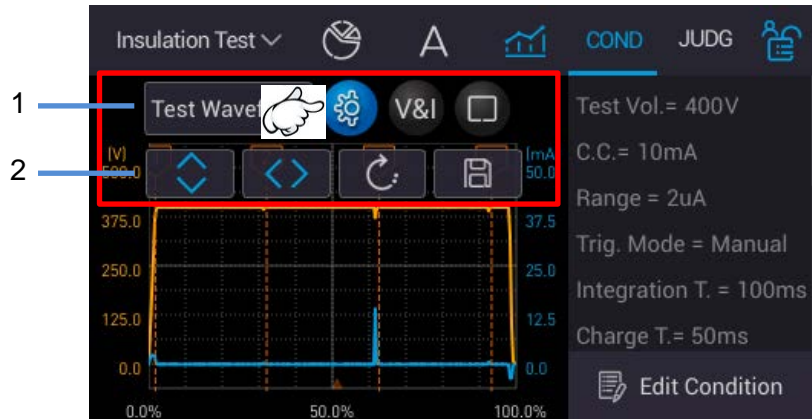 Insulation Test
A
COND
JUDG
1
Test Wavef
V&I
Test Vol.= 400V
2
[V]
[mA
C.C.= 10mA
500.0
50.0
Range = 2uA
375.0
37.5
Trig. Mode = Manual
250.0
25.0
Integration T. = 100ms
125.0
12.5
Charge T.= 50ms
0.0
0.0
Edit Condition
0.0%
50.0%
100.0%